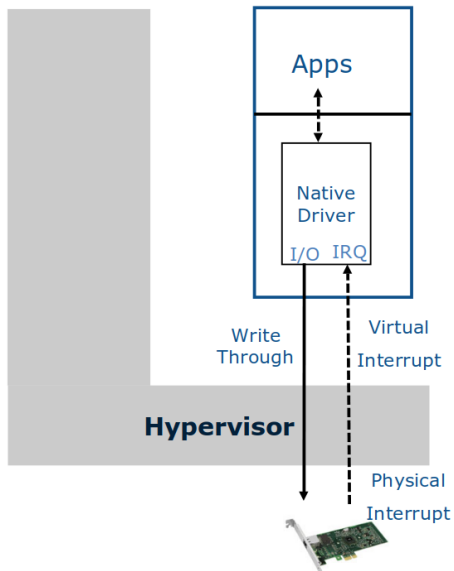 Apps
Native
Driver
I/O IRQ
Write
Through
Virtual
Interrupt
Hypervisor
Physical
Interrupt